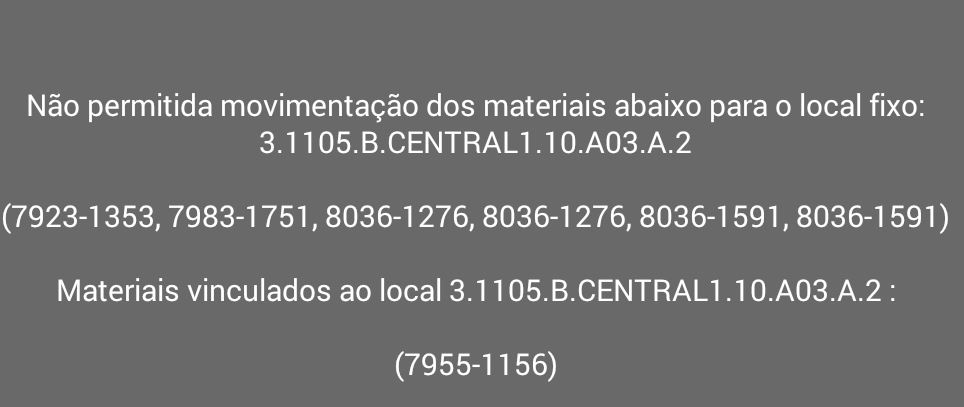 Não permitida movimentação dos materiais abaixo para o local fixo:
3.1105.B.CENTRAL1.10.A03.A.2
(7923-1353, 7983-1751, 8036-1276, 8036-1276, 8036-1591, 8036-1591)
Materiais vinculados ao local 3.1105.B.CENTRAL1.10.A03.A.2 :
(7955-1156)